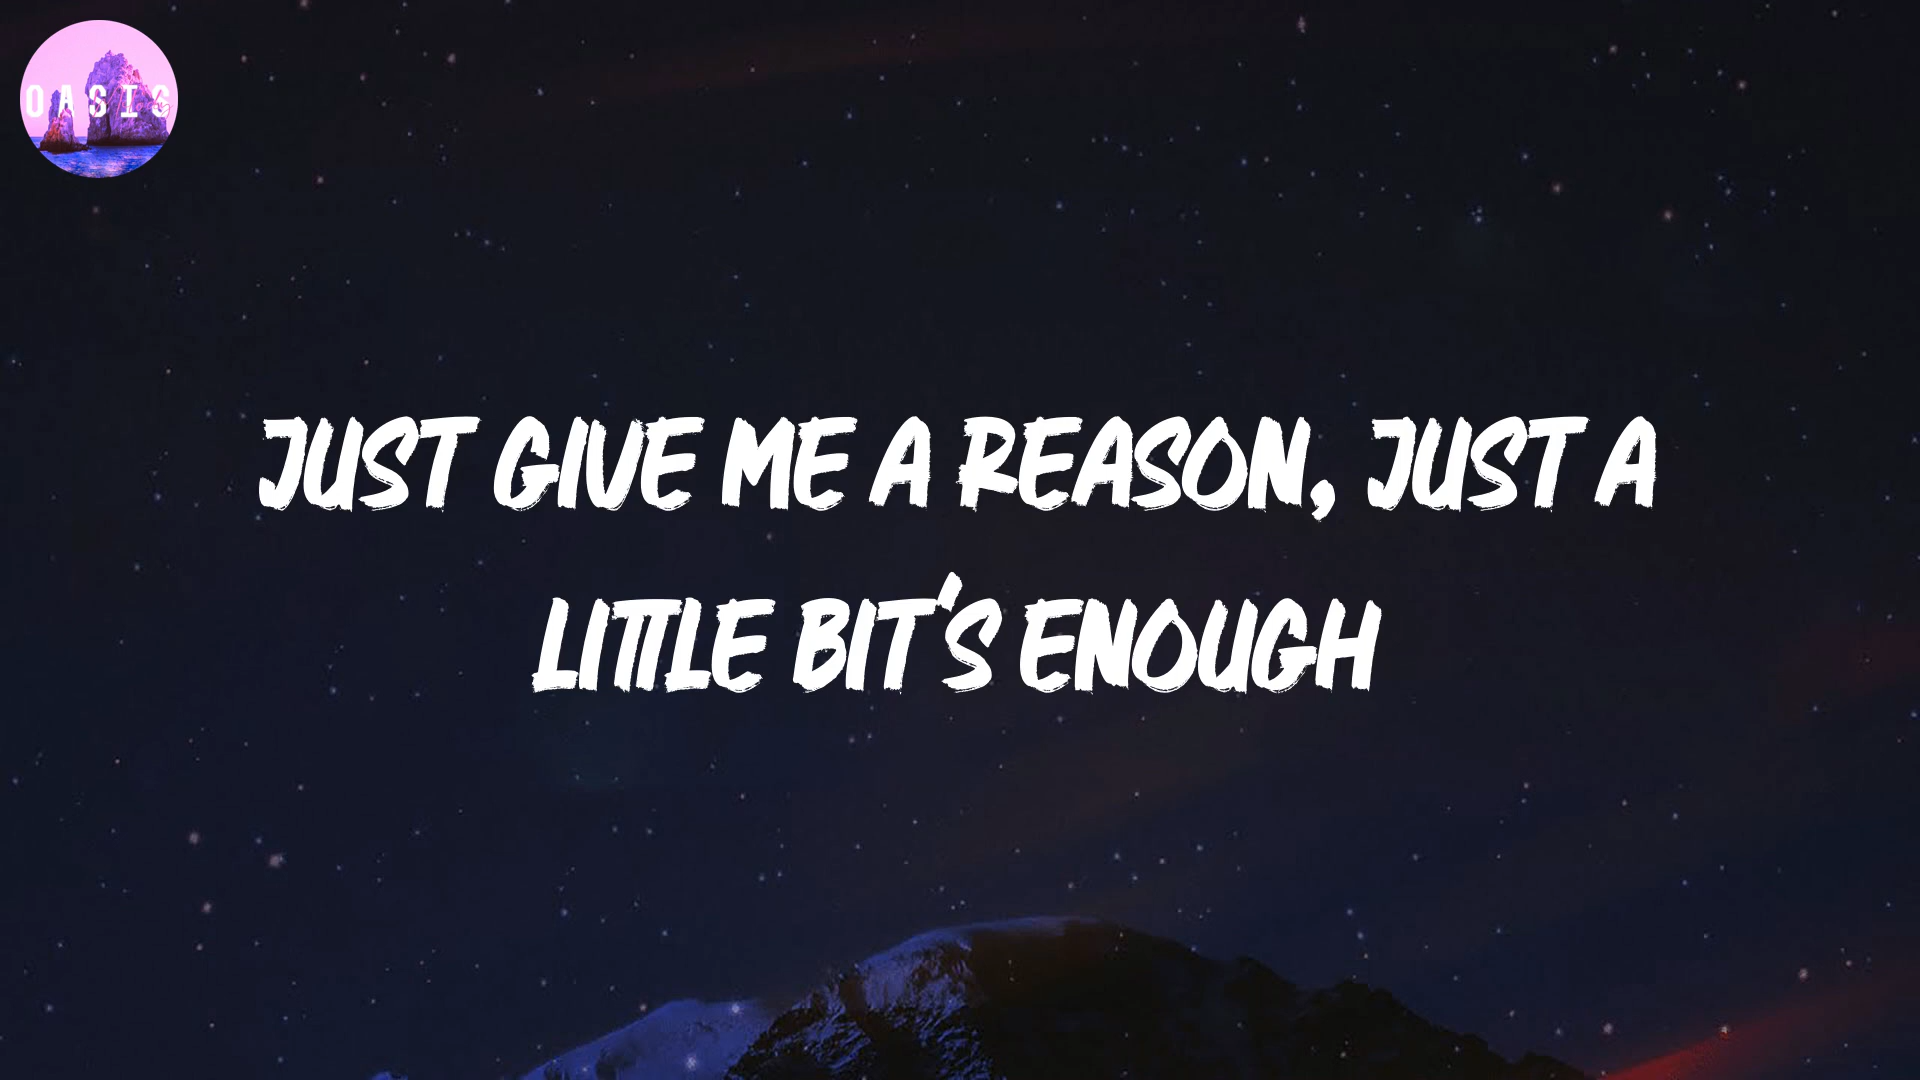 OASIS
JUST GIVE ME A REASON, JUST A
LITTLE BIT'S ENOUGH